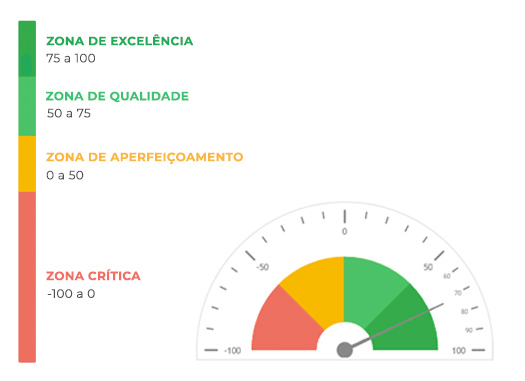 ZONA DE EXCELÊNCIA
75 a 100
ZONA DE QUALIDADE
50 a 75
ZONA DE APERFEIÇOAMENTO
0 a 50
ZONA CRÍTICA
-100 a 0
0
-50
50
60
70
80
90
-100
100